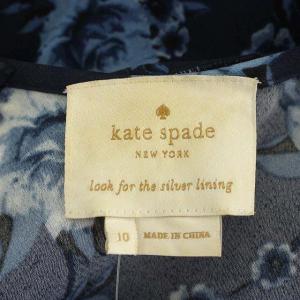 kate spade
NEW YORK
look for the silver lining
10
MADE IN CHINA